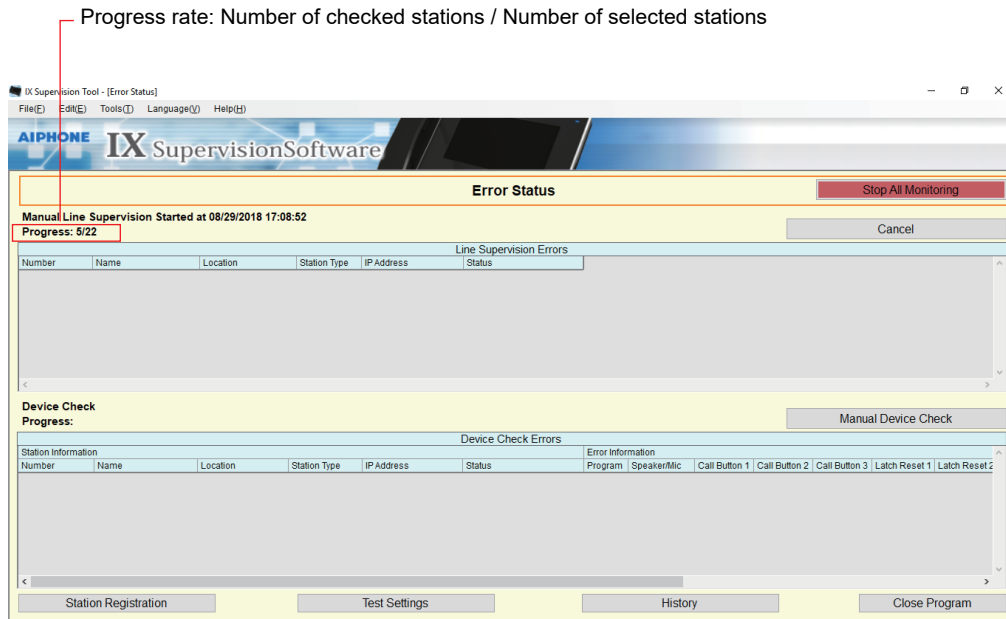 Progress rate: Number of checked stations / Number of selected stations
IX Supervision Tool - [Error Status]
File(F) Edit(E) Tools(T) Language(V) Help(H)
AIPHONE IX SupervisionSoftware
Error Status Stop All Monitoring
Manual Line Supervision Started at 08/29/2018 17:08:52
Progress: 5/22 Cancel
Line Supervision Errors
Number Name Location Station Type IP Address Status
Device Check
Progress: Manual Device Check
Device Check Errors
Station Information Error Information
Number Name Location Station Type IP Address Status Program Speaker/Mic Call Button 1 Call Button 2 Call Button 3 Latch Reset 1 Latch Reset 2
Station Registration Test Settings History Close Program